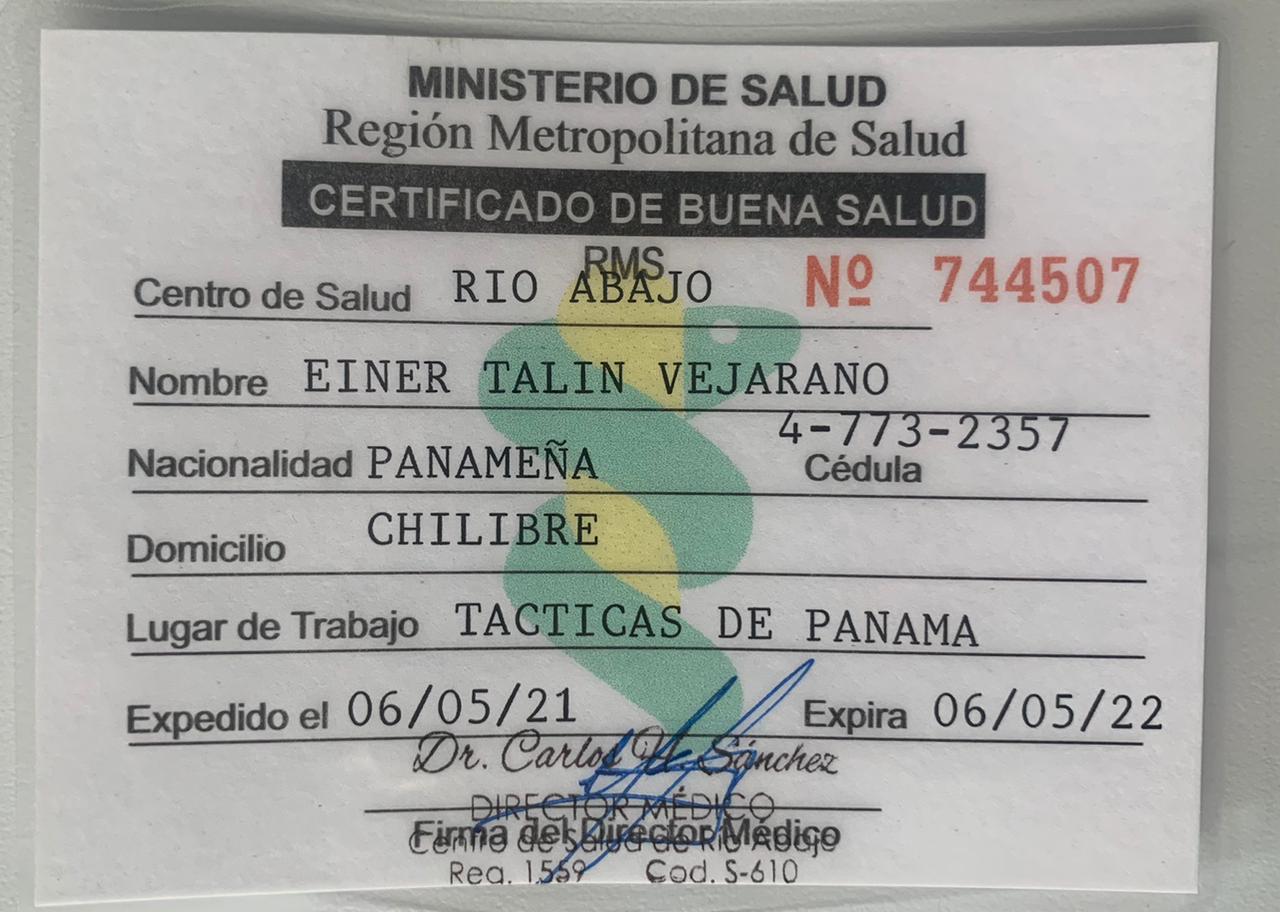 MINISTERIO DE SALUD
Región Metropolitana de Salud
CERTIFICADO DE BUENA SALUD
RMS
Centro de Salud RIO ABAJO Nº 744507
Nombre EINER TALIN VEJARANO
Nacionalidad PANAMEÑA 4-773-2357
Cédula
Domicilio CHILIBRE
Lugar de Trabajo TACTICAS DE PANAMA
Expedido el 06/05/21 Expira 06/05/22
Dr. Carlos H. Sánchez
DIRECTOR MÉDICO
Firma del Director Médico
Centro de Salud de Río Abajo
Reg. 1559 Cod. S-610